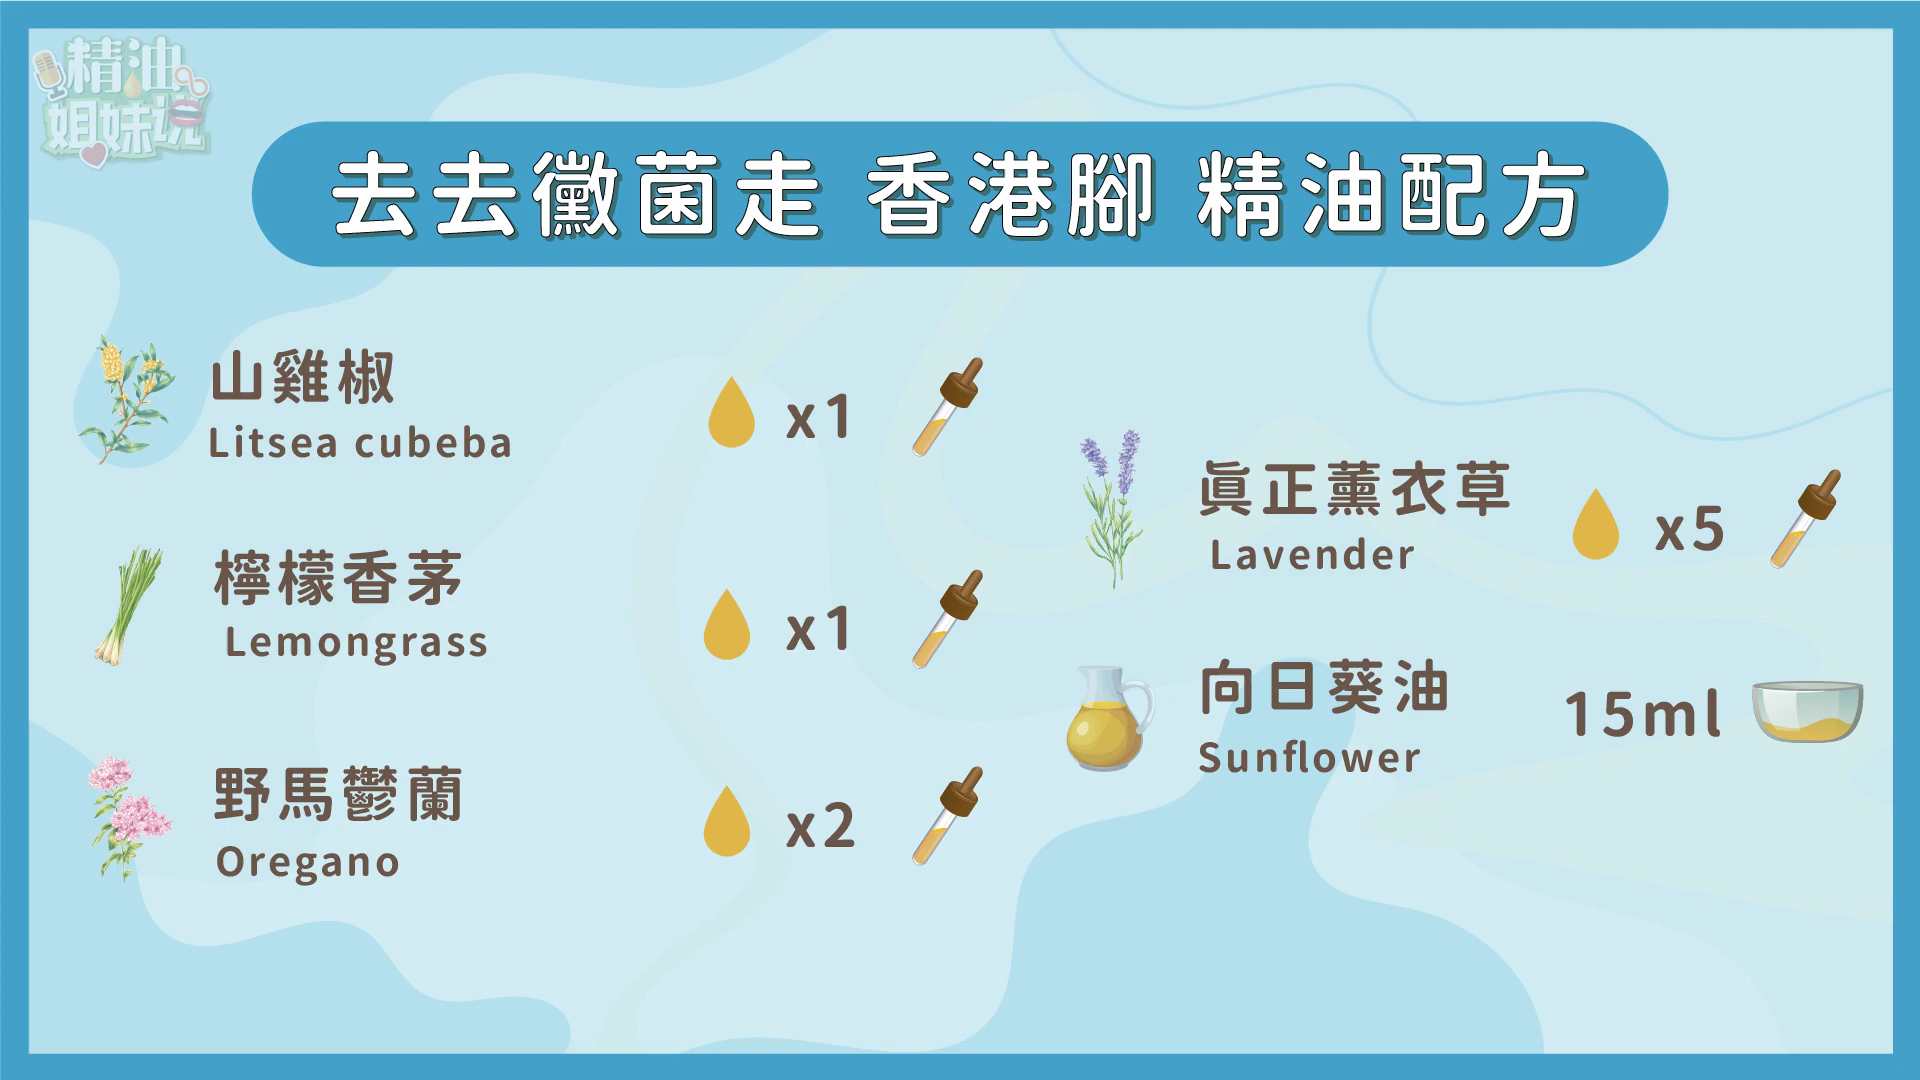 精油
姐妹说
去去黴菌走 香港腳 精油配方
山雞椒
Litsea cubeba
x1
檸檬香茅
Lemongrass
x1
野馬鬱蘭
Oregano
x2
真正薰衣草
Lavender
x5
向日葵油
Sunflower
15ml